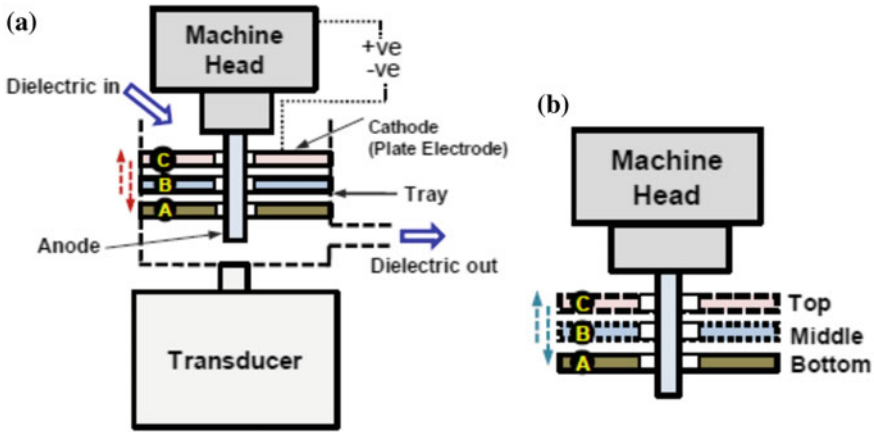 (a)
Machine
Head
+ve
-ve
Dielectric in
Cathode
(Plate Electrode)
C
B
A
Tray
Anode
Dielectric out
Transducer
(b)
Machine
Head
C
Top
B
Middle
A
Bottom